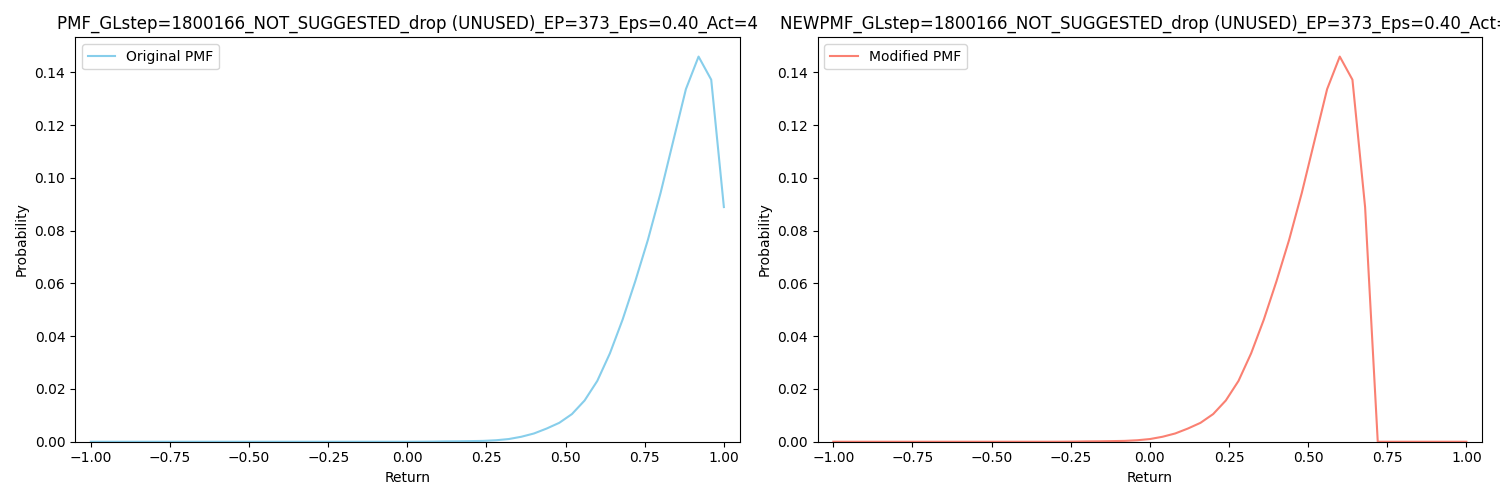 PMF_GLstep=1800166_NOT_SUGGESTED_drop (UNUSED)_EP=373_Eps=0.40_Act=4
Original PMF
0.14
0.12
0.10
0.08
0.06
0.04
0.02
0.00
Probability
−1.00 −0.75 −0.50 −0.25 0.00 0.25 0.50 0.75 1.00
Return
NEWPMF_GLstep=1800166_NOT_SUGGESTED_drop (UNUSED)_EP=373_Eps=0.40_Act=
Modified PMF
0.14
0.12
0.10
0.08
0.06
0.04
0.02
0.00
Probability
−1.00 −0.75 −0.50 −0.25 0.00 0.25 0.50 0.75 1.00
Return